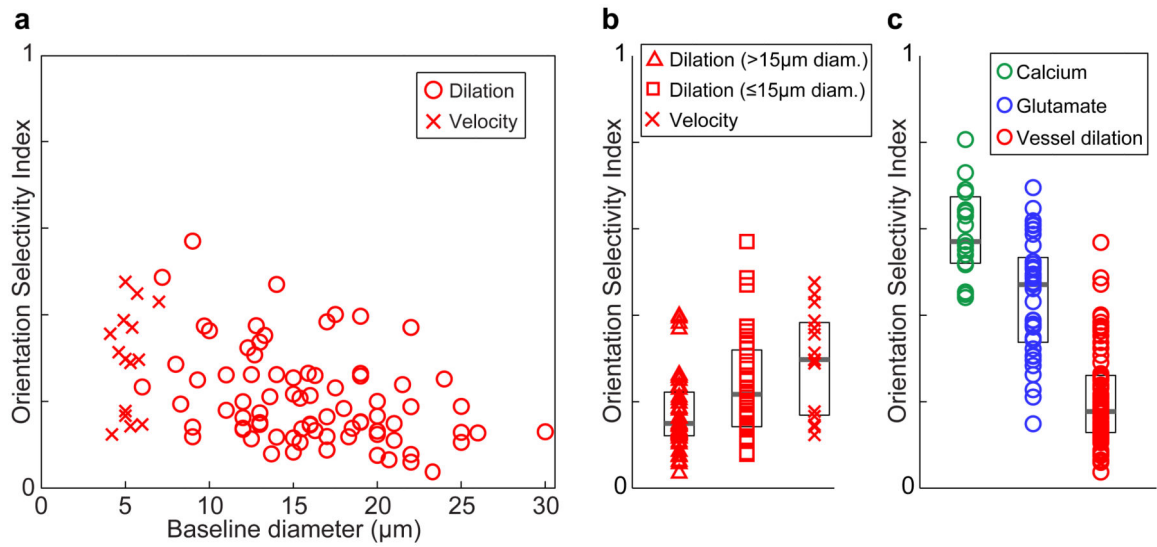 a
Orientation Selectivity Index
1
0
Dilation
Velocity
0 5 10 15 20 25 30
Baseline diameter (μm)
b
Orientation Selectivity Index
1
0
Dilation (>15μm diam.)
Dilation (≤15μm diam.)
Velocity
c
Orientation Selectivity Index
1
0
Calcium
Glutamate
Vessel dilation